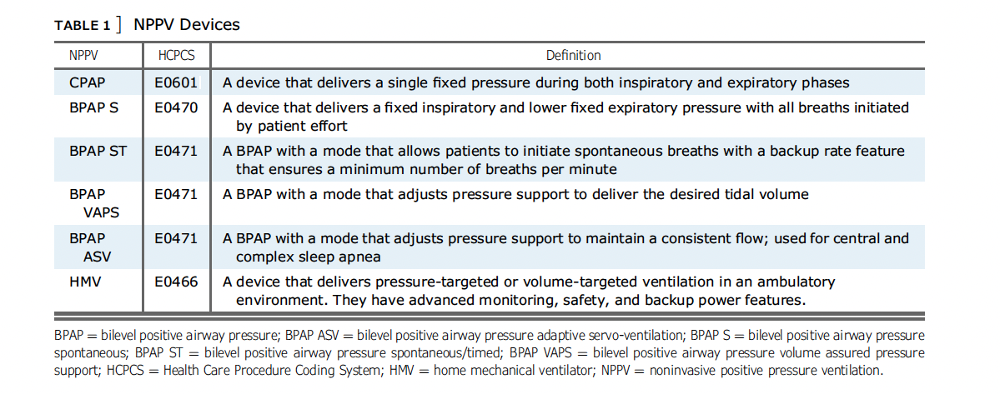 TABLE 1 ] NPPV Devices
NPPV HCPCS Definition
CPAP E0601 A device that delivers a single fixed pressure during both inspiratory and expiratory phases
BPAP S E0470 A device that delivers a fixed inspiratory and lower fixed expiratory pressure with all breaths initiated
by patient effort
BPAP ST E0471 A BPAP with a mode that allows patients to initiate spontaneous breaths with a backup rate feature
that ensures a minimum number of breaths per minute
BPAP E0471 A BPAP with a mode that adjusts pressure support to deliver the desired tidal volume
VAPS
BPAP E0471 A BPAP with a mode that adjusts pressure support to maintain a consistent flow; used for central and
ASV complex sleep apnea
HMV E0466 A device that delivers pressure-targeted or volume-targeted ventilation in an ambulatory
environment. They have advanced monitoring, safety, and backup power features.
BPAP = bilevel positive airway pressure; BPAP ASV = bilevel positive airway pressure adaptive servo-ventilation; BPAP S = bilevel positive airway pressure
spontaneous; BPAP ST = bilevel positive airway pressure spontaneous/timed; BPAP VAPS = bilevel positive airway pressure volume assured pressure
support; HCPCS = Health Care Procedure Coding System; HMV = home mechanical ventilator; NPPV = noninvasive positive pressure ventilation.